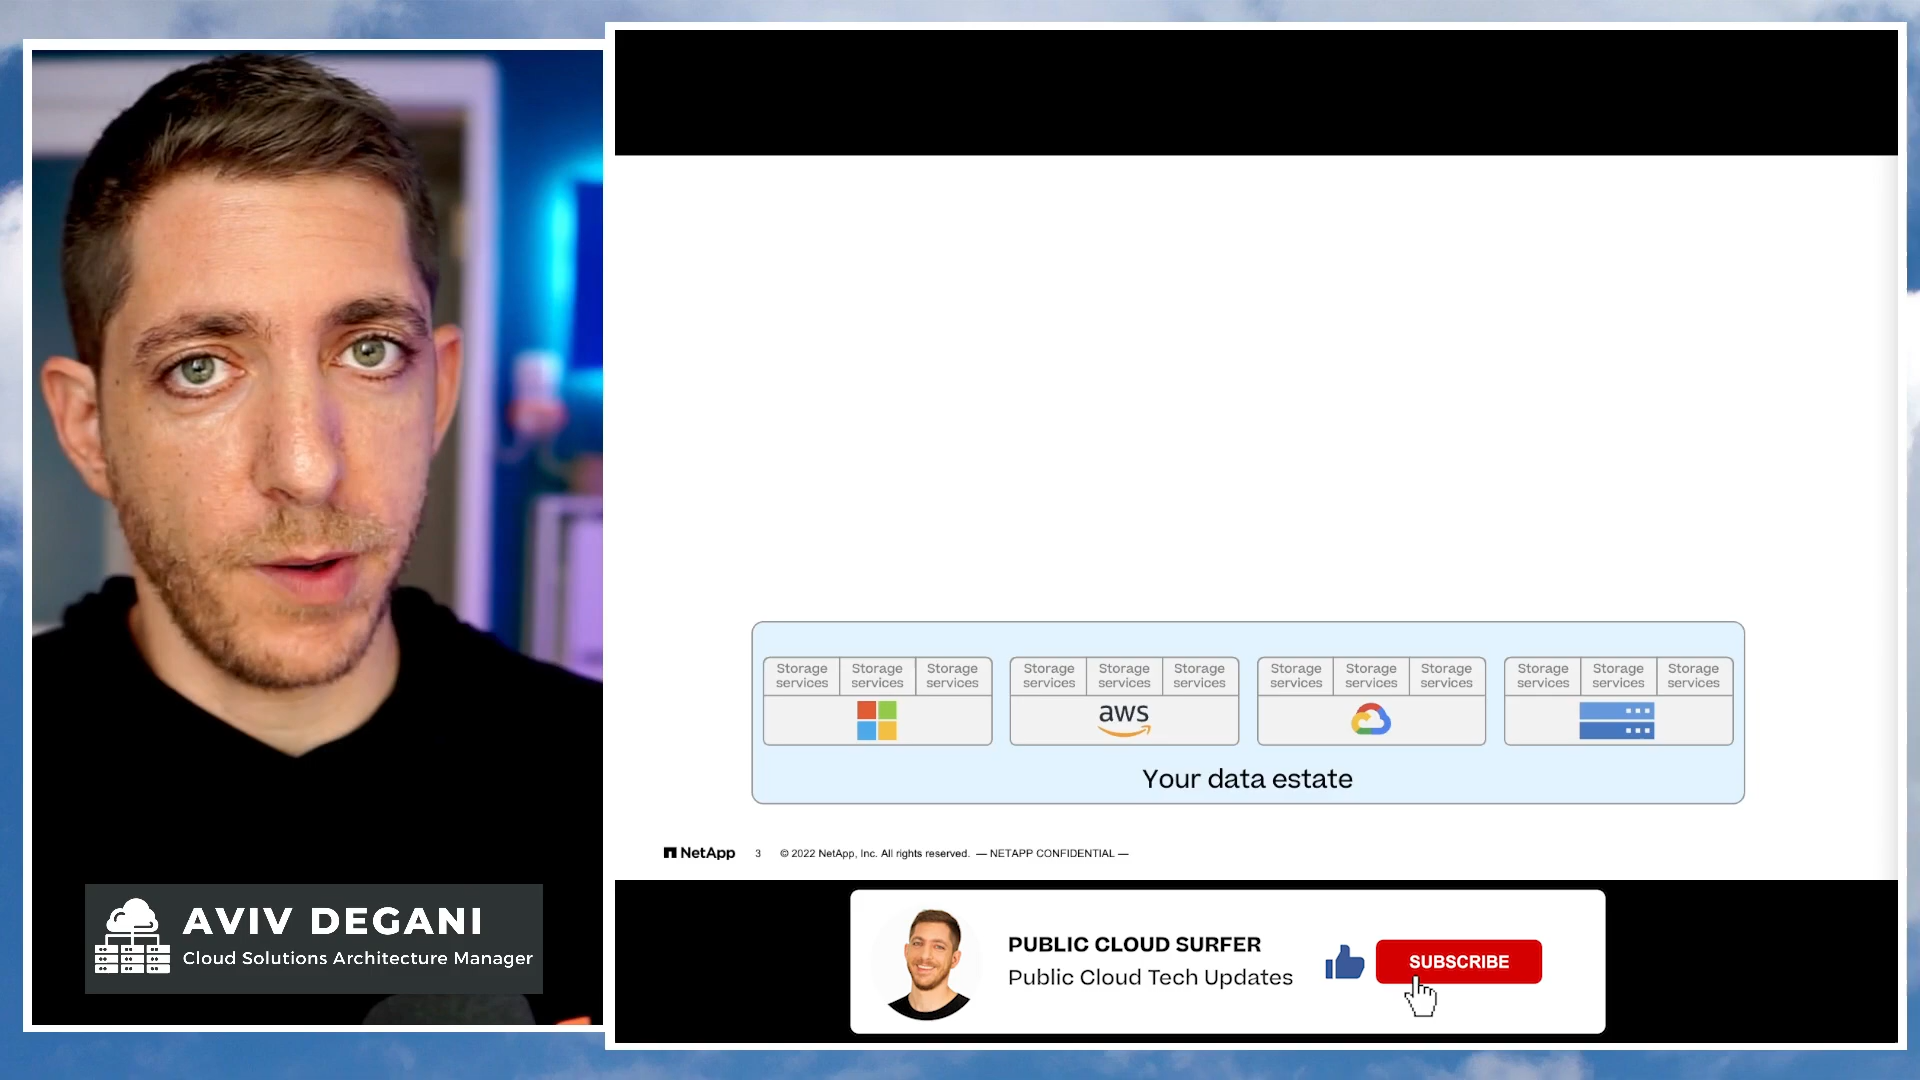 Storage services
Storage services
Storage services
Storage services
Storage services
Storage services
Storage services
Storage services
Storage services
Storage services
Storage services
Storage services
aws
Your data estate
NetApp 3 © 2022 NetApp, Inc. All rights reserved. — NETAPP CONFIDENTIAL —
AVIV DEGANI
Cloud Solutions Architecture Manager
PUBLIC CLOUD SURFER
Public Cloud Tech Updates
SUBSCRIBE